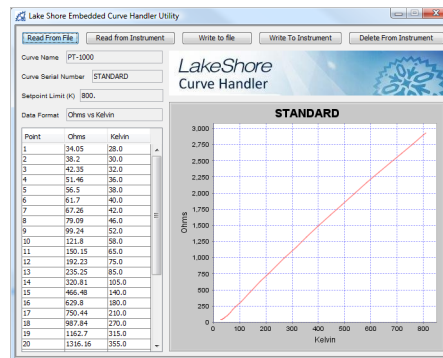 Lake Shore Embedded Curve Handler Utility
Read From File Read from Instrument Write to file Write To Instrument Delete From Instrument
Curve Name PT-1000
Curve Serial Number STANDARD
Setpoint Limit (K) 800.
Data Format Ohms vs Kelvin
LakeShore
Curve Handler
Point Ohms Kelvin
1 34.05 28.0
2 38.2 30.0
3 42.35 32.0
4 51.46 36.0
5 56.5 38.0
6 61.7 40.0
7 67.26 42.0
8 79.09 46.0
9 99.24 52.0
10 121.8 58.0
11 150.15 65.0
12 192.23 75.0
13 235.25 85.0
14 320.81 105.0
15 466.48 140.0
16 629.8 180.0
17 750.44 210.0
18 987.84 270.0
19 1162.7 315.0
20 1316.16 355.0
STANDARD
Ohms
3,000
2,750
2,500
2,250
2,000
1,750
1,500
1,250
1,000
750
500
250
0
0 100 200 300 400 500 600 700 800
Kelvin